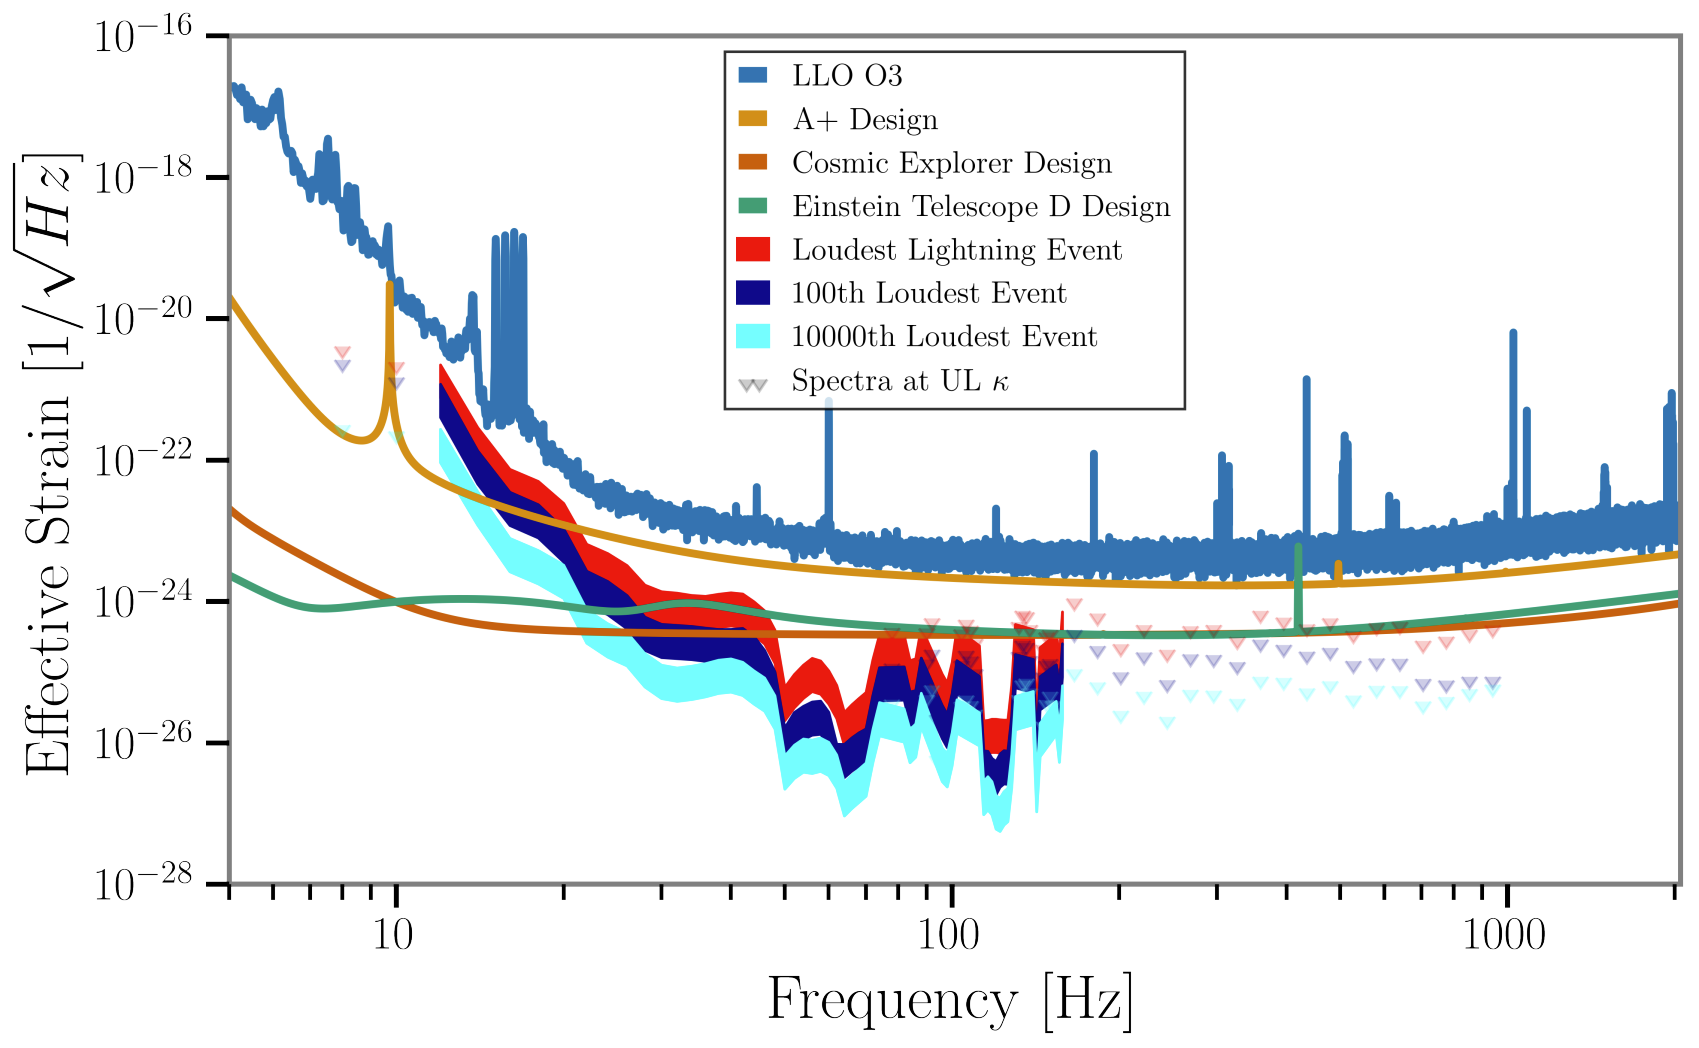 10⁻¹⁶
10⁻¹⁸
10⁻²⁰
10⁻²²
10⁻²⁴
10⁻²⁶
10⁻²⁸
Effective Strain [1/√Hz]
LLO O3
A+ Design
Cosmic Explorer Design
Einstein Telescope D Design
Loudest Lightning Event
100th Loudest Event
10000th Loudest Event
Spectra at UL κ
10 100 1000
Frequency [Hz]